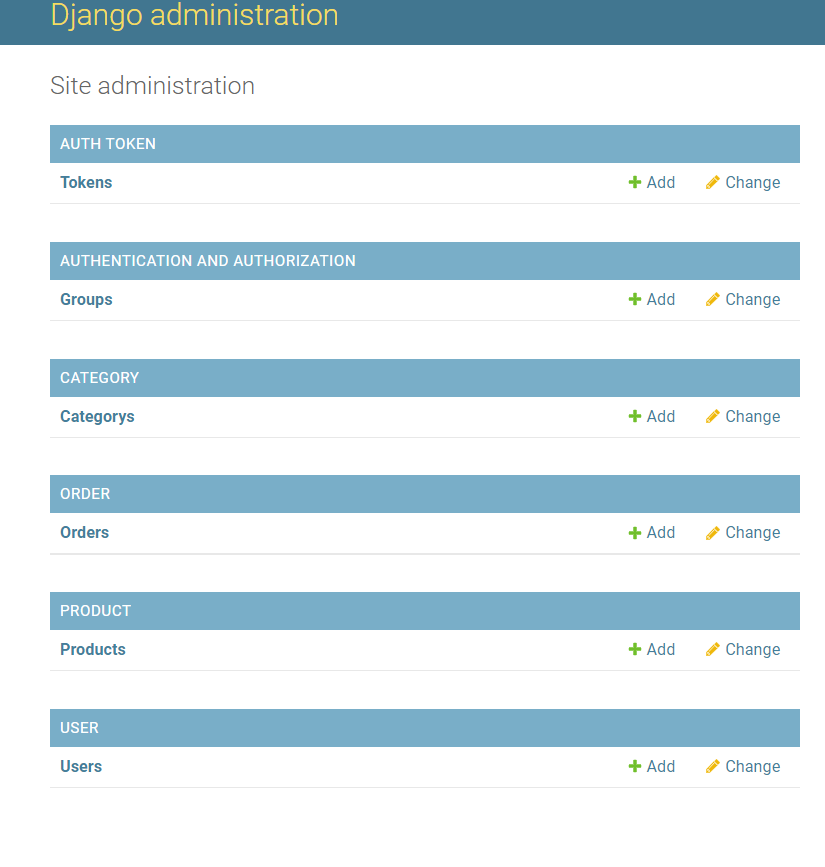 Django administration
Site administration
AUTH TOKEN
Tokens Add Change
AUTHENTICATION AND AUTHORIZATION
Groups Add Change
CATEGORY
Categorys Add Change
ORDER
Orders Add Change
PRODUCT
Products Add Change
USER
Users Add Change